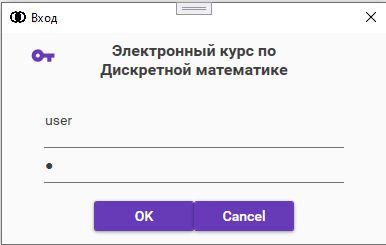 Вход
Электронный курс по
Дискретной математике
user
●
OK Cancel